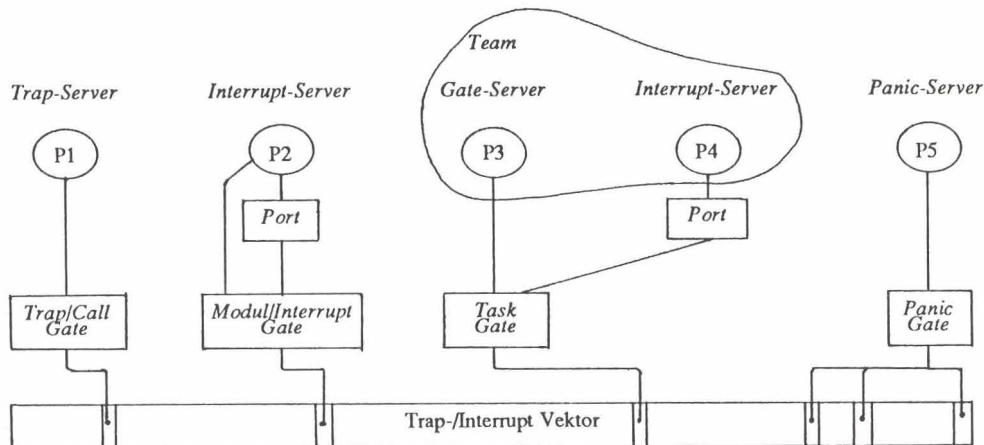 Team
Trap-Server
Interrupt-Server
Gate-Server
Interrupt-Server
Panic-Server
P1
P2
P3
P4
P5
Port
Port
Trap/Call
Gate
Modul/Interrupt
Gate
Task
Gate
Panic
Gate
Trap-/Interrupt Vektor